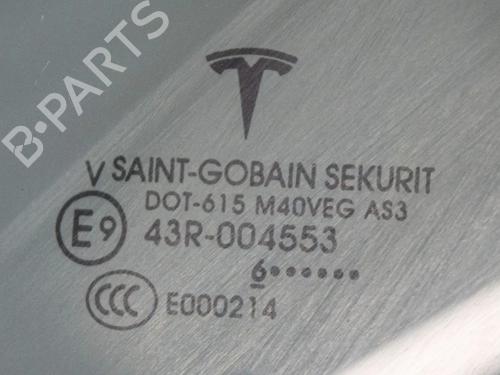 B-PARTS
V SAINT-GOBAIN SEKURIT
DOT-615 M40VEG AS3
E9 43R-004553
6●●●●●●
CCC E000214